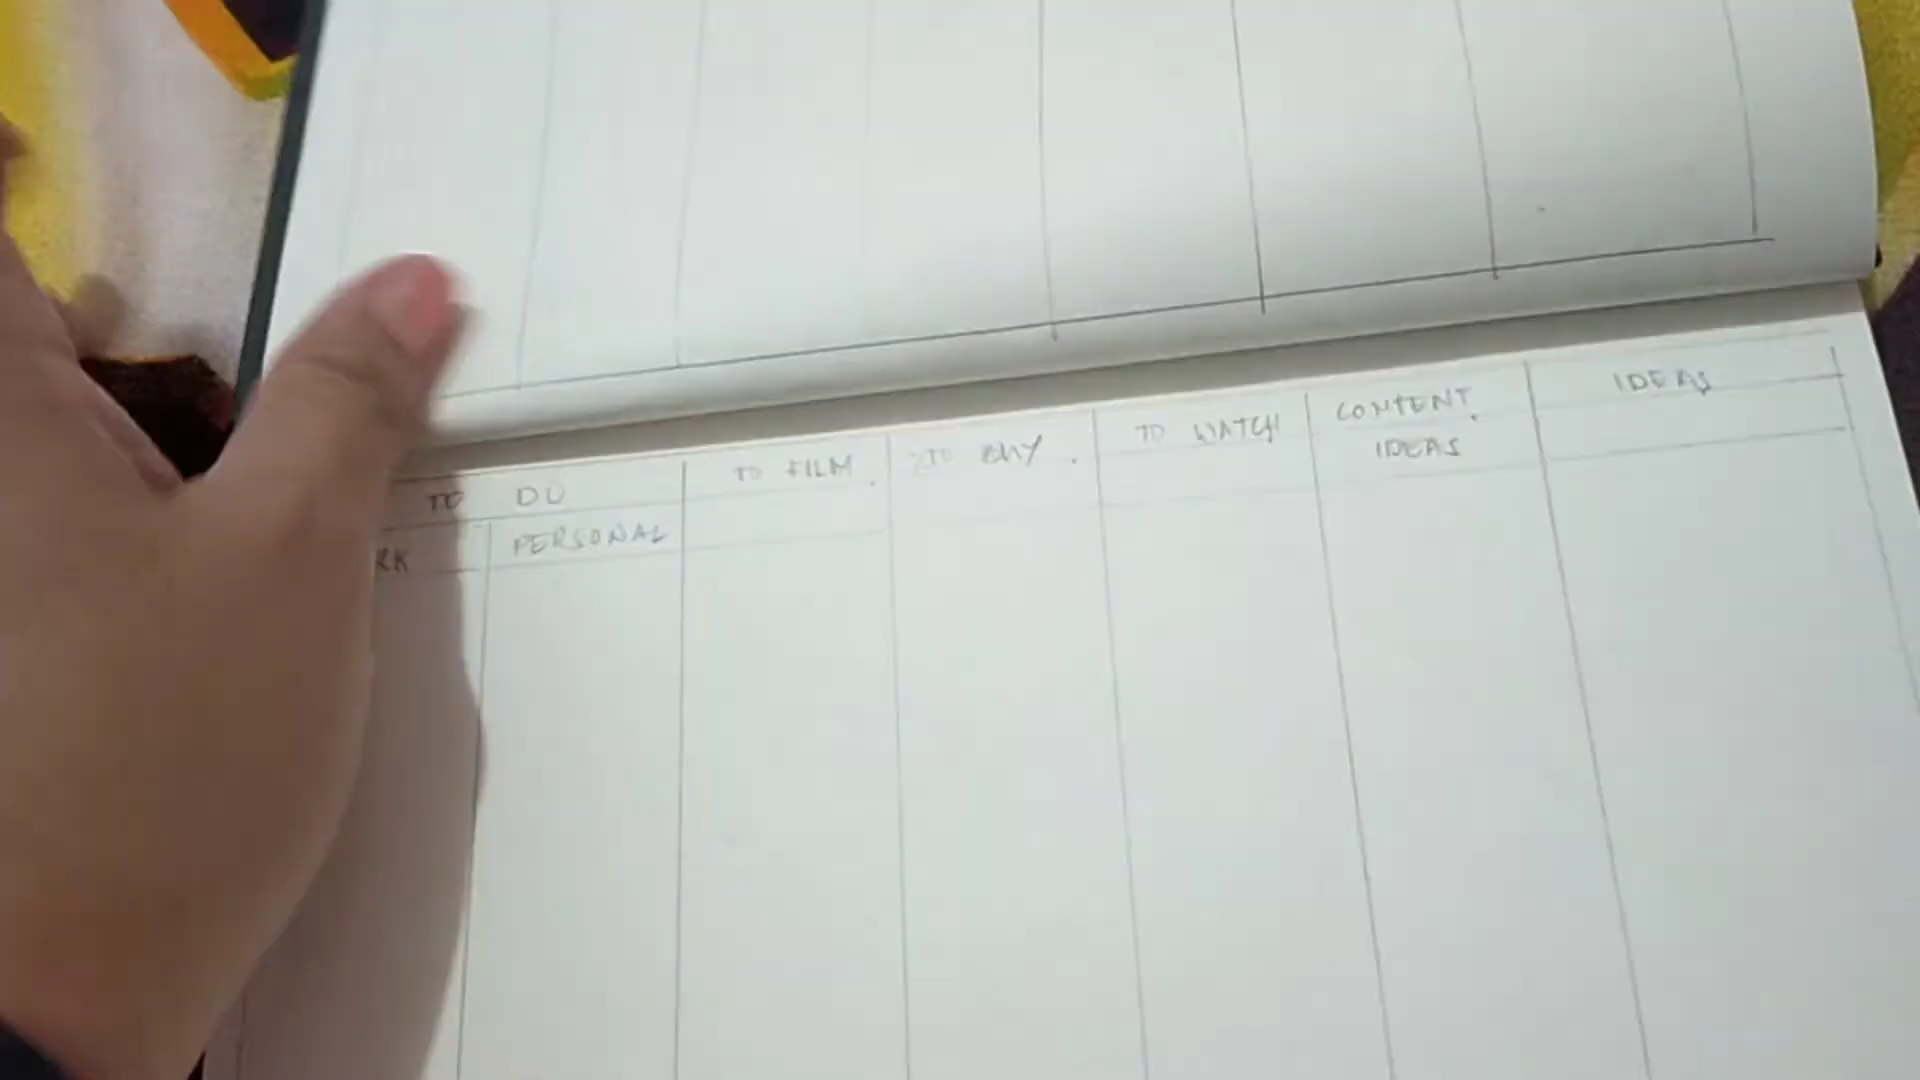 TO DO
TO FILM
TO BUY
TO WATCH
CONTENT
IDEAS
IDEAS
RK
PERSONAL